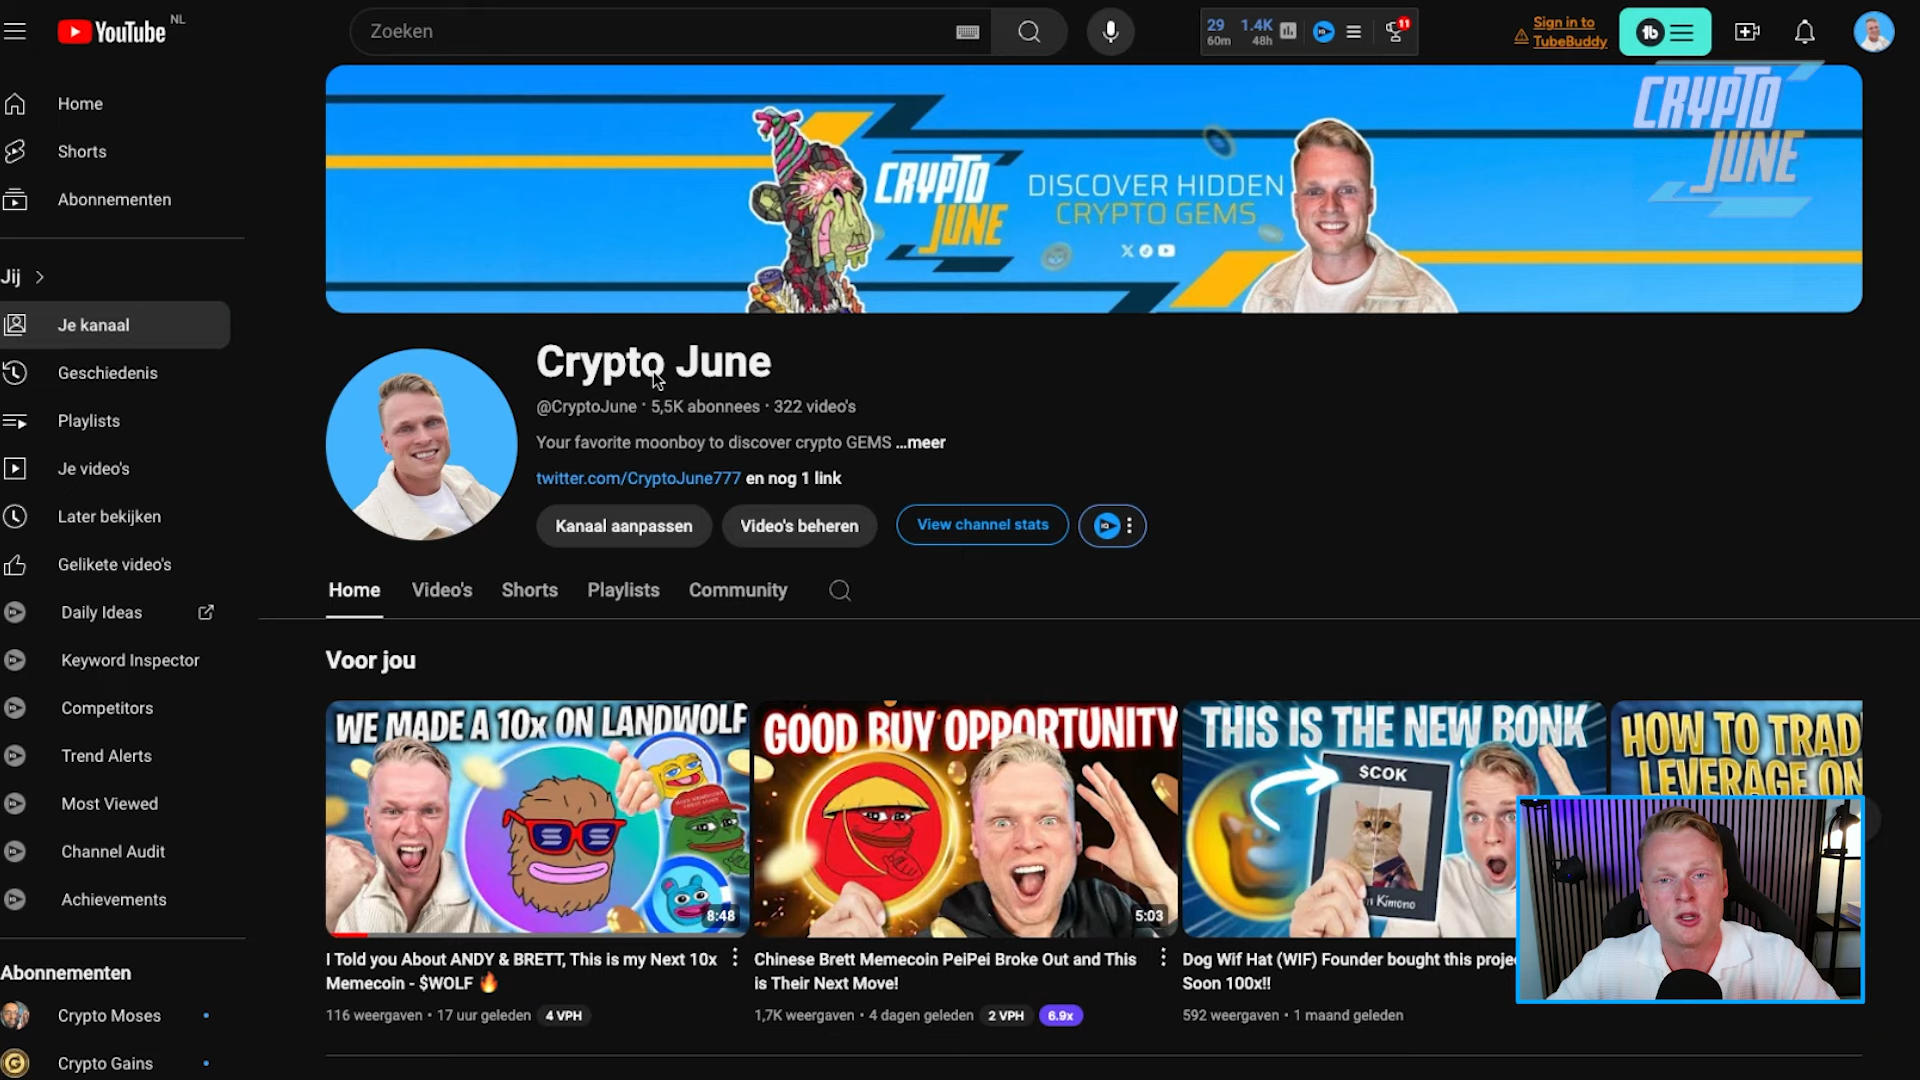 YouTube NL
Zoeken
29 1.4K
60m 48h
11
Sign in to
TubeBuddy
Home
Shorts
Abonnementen
Jij
Je kanaal
Geschiedenis
Playlists
Je video's
Later bekijken
Gelikete video's
Daily Ideas
Keyword Inspector
Competitors
Trend Alerts
Most Viewed
Channel Audit
Achievements
Abonnementen
Crypto Moses
Crypto Gains
CRYPTO
JUNE
DISCOVER HIDDEN
CRYPTO GEMS
CRYPTO
JUNE
Crypto June
@CryptoJune · 5,5K abonnees · 322 video's
Your favorite moonboy to discover crypto GEMS ...meer
twitter.com/CryptoJune777 en nog 1 link
Kanaal aanpassen Video's beheren View channel stats
Home Video's Shorts Playlists Community
Voor jou
WE MADE A 10x ON LANDWOLF
8:48
I Told you About ANDY & BRETT, This is my Next 10x
Memecoin - $WOLF 🔥
116 weergaven · 17 uur geleden 4 VPH
GOOD BUY OPPORTUNITY
5:03
Chinese Brett Memecoin PeiPei Broke Out and This
is Their Next Move!
1,7K weergaven · 4 dagen geleden 2 VPH 6.9x
THIS IS THE NEW BONK
$COK
Kimono
Dog Wif Hat (WIF) Founder bought this proje
Soon 100x!!
592 weergaven · 1 maand geleden
HOW TO TRAD
LEVERAGE ON